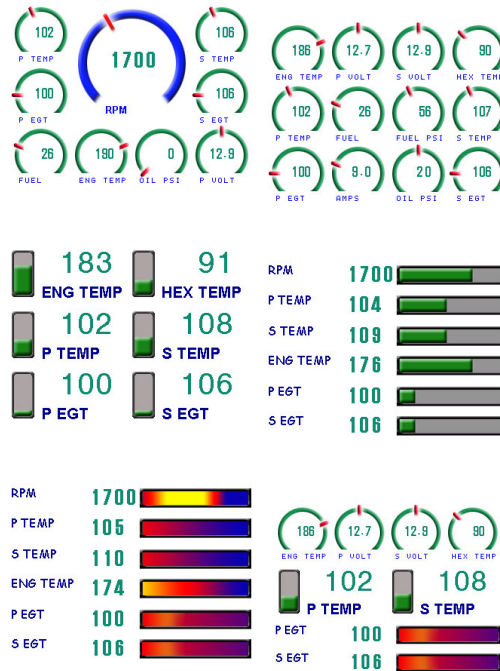 102
P TEMP
1700
RPM
106
S TEMP
100
P EGT
106
S EGT
26
FUEL
190
ENG TEMP
0
OIL PSI
12.9
P VOLT
186
ENG TEMP
12.7
P VOLT
12.9
S VOLT
90
HEX TEMP
102
P TEMP
26
FUEL
56
FUEL PSI
107
S TEMP
100
P EGT
9.0
AMPS
20
OIL PSI
106
S EGT
183
ENG TEMP
91
HEX TEMP
102
P TEMP
108
S TEMP
100
P EGT
106
S EGT
RPM 1700
P TEMP 104
S TEMP 109
ENG TEMP 176
P EGT 100
S EGT 106
RPM 1700
P TEMP 105
S TEMP 110
ENG TEMP 174
P EGT 100
S EGT 106
186
ENG TEMP
12.7
P VOLT
12.9
S VOLT
90
HEX TEMP
102
P TEMP
108
S TEMP
P EGT 100
S EGT 106